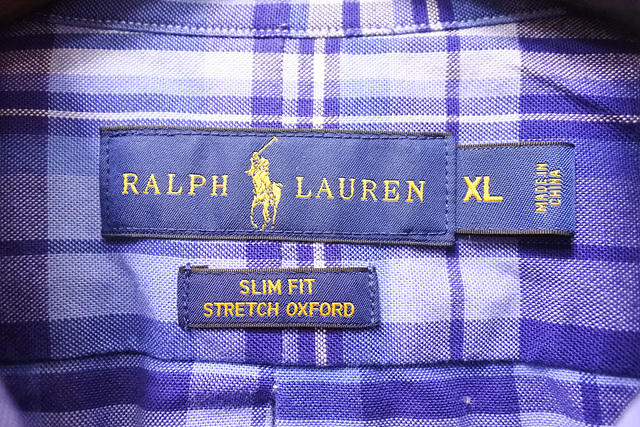 RALPH LAUREN
XL
MADE IN
CHINA
SLIM FIT
STRETCH OXFORD